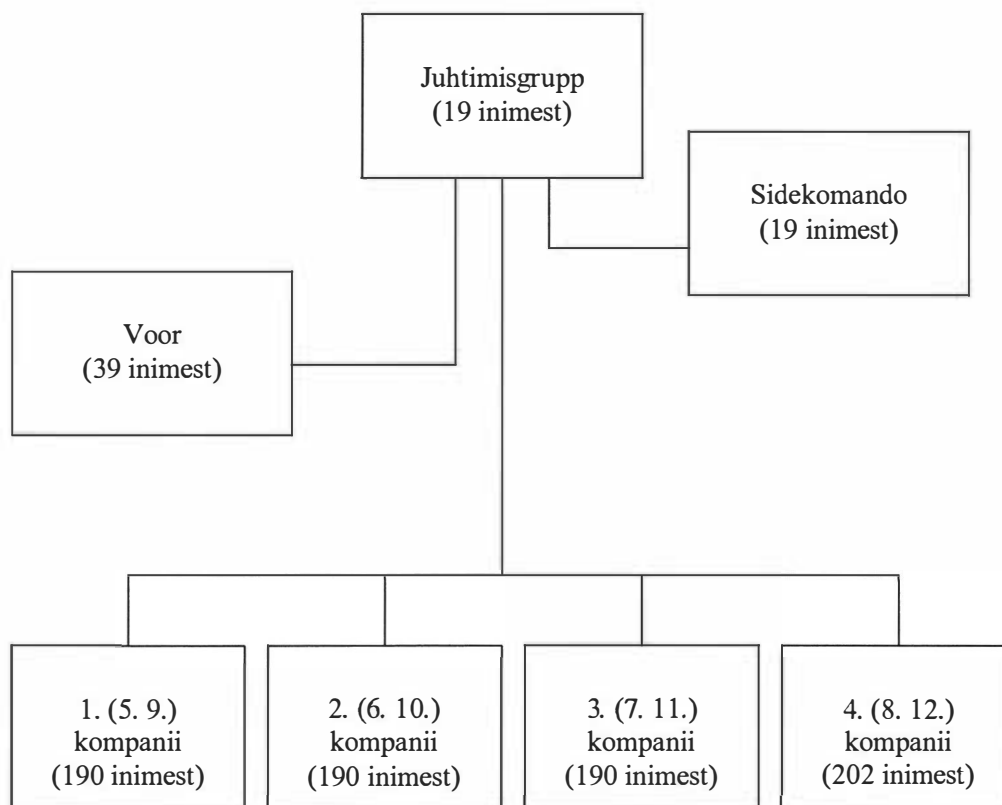 Juhtimisgrupp
(19 inimest)
Sidekomando
(19 inimest)
Voor
(39 inimest)
1. (5. 9.)
kompanii
(190 inimest)
2. (6. 10.)
kompanii
(190 inimest)
3. (7. 11.)
kompanii
(190 inimest)
4. (8. 12.)
kompanii
(202 inimest)